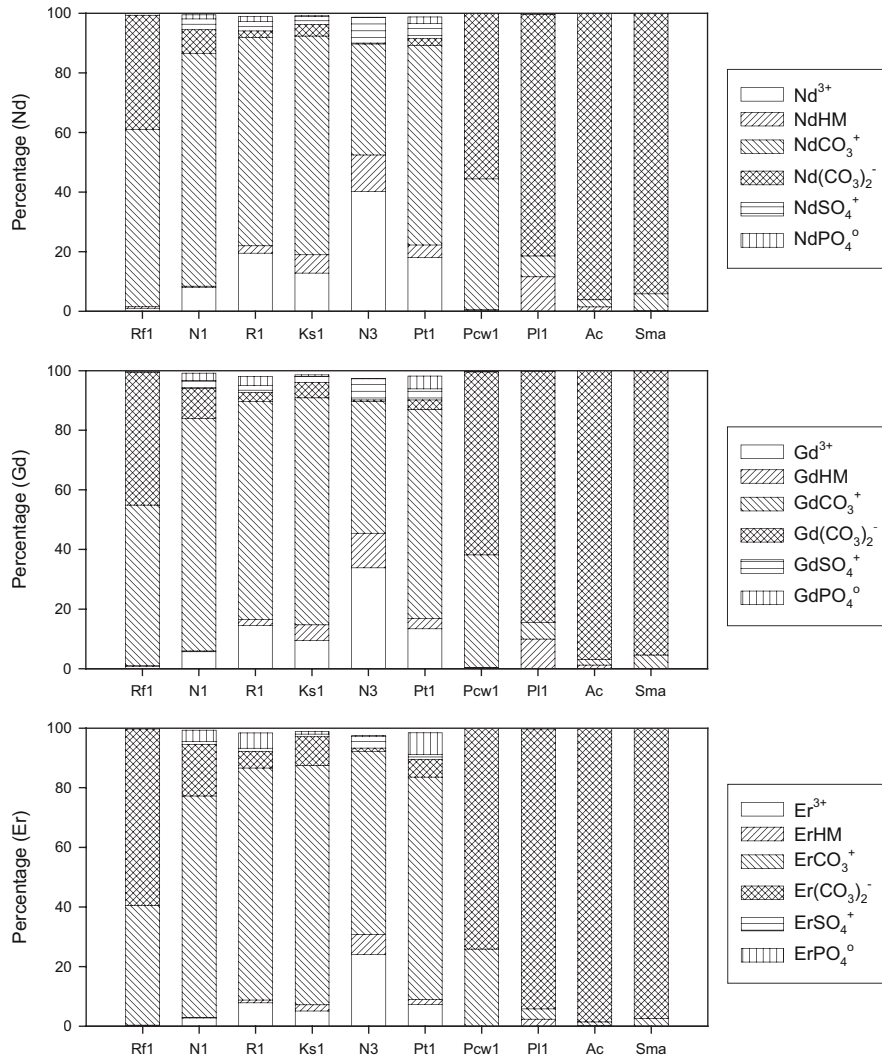 Percentage (Nd)
100
80
60
40
20
0
Rf1 N1 R1 Ks1 N3 Pt1 Pcw1 Pl1 Ac Sma
Nd³⁺
NdHM
NdCO₃⁺
Nd(CO₃)₂⁻
NdSO₄⁺
NdPO₄⁰
Percentage (Gd)
100
80
60
40
20
0
Rf1 N1 R1 Ks1 N3 Pt1 Pcw1 Pl1 Ac Sma
Gd³⁺
GdHM
GdCO₃⁺
Gd(CO₃)₂⁻
GdSO₄⁺
GdPO₄⁰
Percentage (Er)
100
80
60
40
20
0
Rf1 N1 R1 Ks1 N3 Pt1 Pcw1 Pl1 Ac Sma
Er³⁺
ErHM
ErCO₃⁺
Er(CO₃)₂⁻
ErSO₄⁺
ErPO₄⁰